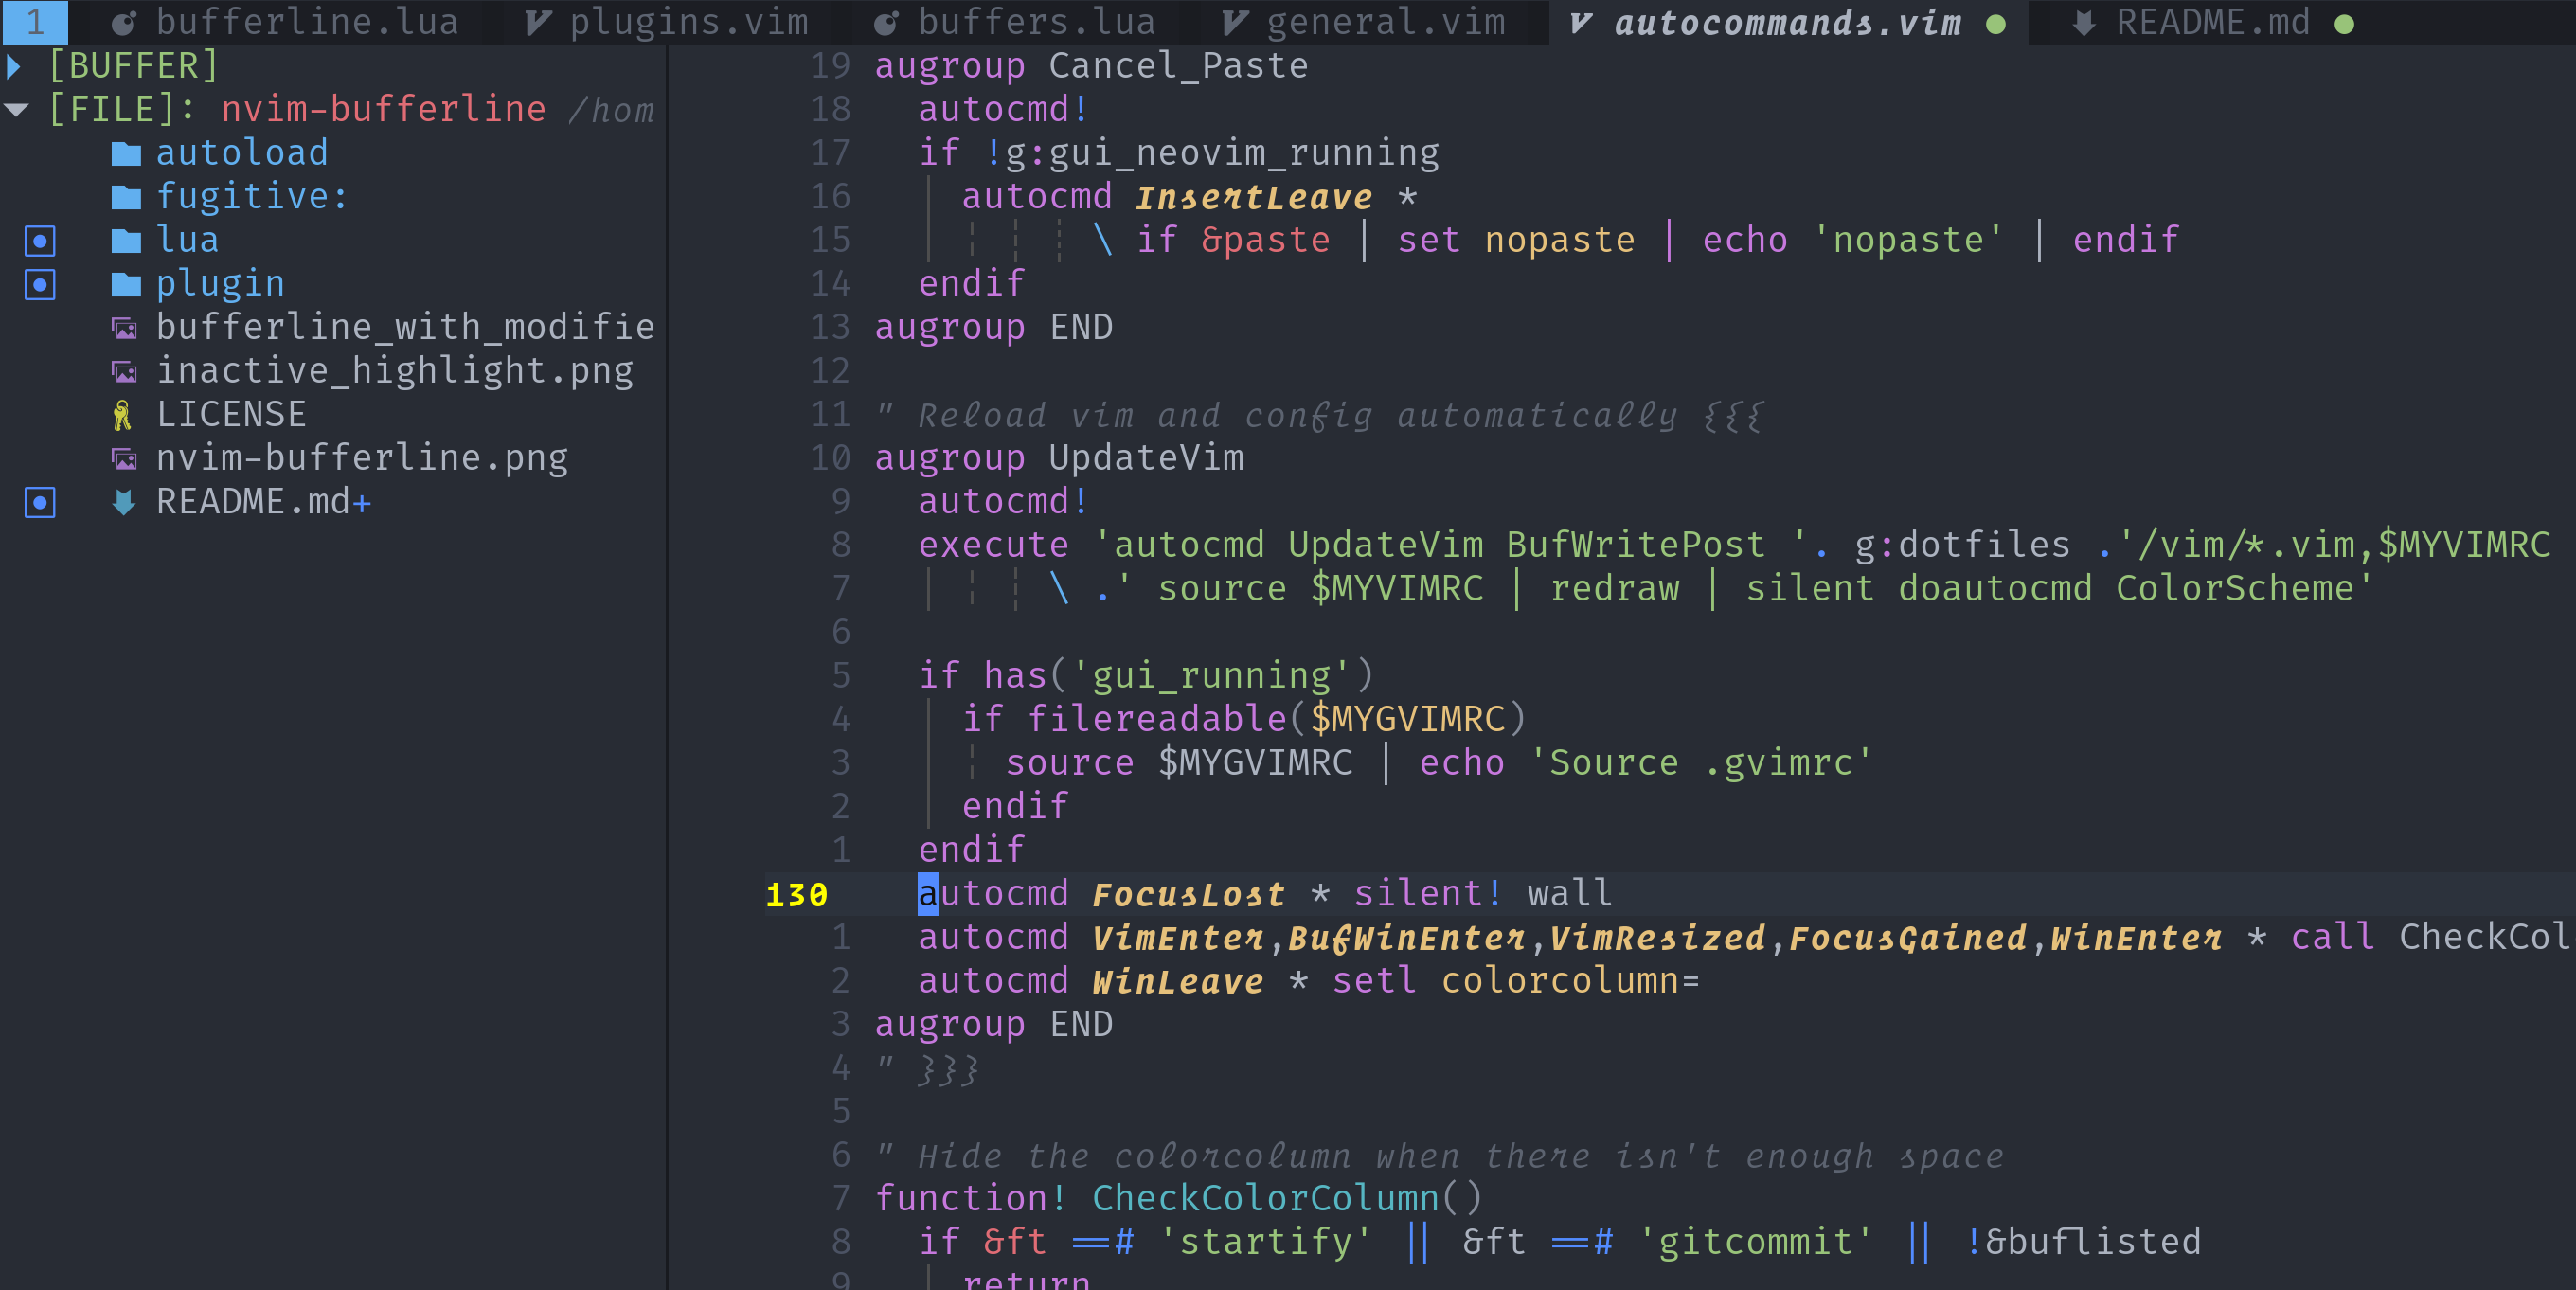 1 bufferline.lua plugins.vim buffers.lua general.vim autocommands.vim README.md
[BUFFER]
[FILE]: nvim-bufferline /hom
autoload
fugitive:
lua
plugin
bufferline_with_modifie
inactive_highlight.png
LICENSE
nvim-bufferline.png
README.md+
19 augroup Cancel_Paste
18 autocmd!
17 if !g:gui_neovim_running
16 autocmd InsertLeave *
15 \ if &paste | set nopaste | echo 'nopaste' | endif
14 endif
13 augroup END
12
11 " Reload vim and config automatically {{{
10 augroup UpdateVim
9 autocmd!
8 execute 'autocmd UpdateVim BufWritePost '. g:dotfiles .'/vim/*.vim,$MYVIMRC
7 \ .' source $MYVIMRC | redraw | silent doautocmd ColorScheme'
6
5 if has('gui_running')
4 if filereadable($MYGVIMRC)
3 source $MYGVIMRC | echo 'Source .gvimrc'
2 endif
1 endif
130 autocmd FocusLost * silent! wall
1 autocmd VimEnter,BufWinEnter,VimResized,FocusGained,WinEnter * call CheckCol
2 autocmd WinLeave * setl colorcolumn=
3 augroup END
4 " }}}
5
6 " Hide the colorcolumn when there isn't enough space
7 function! CheckColorColumn()
8 if &ft ==# 'startify' || &ft ==# 'gitcommit' || !&buflisted
9 return